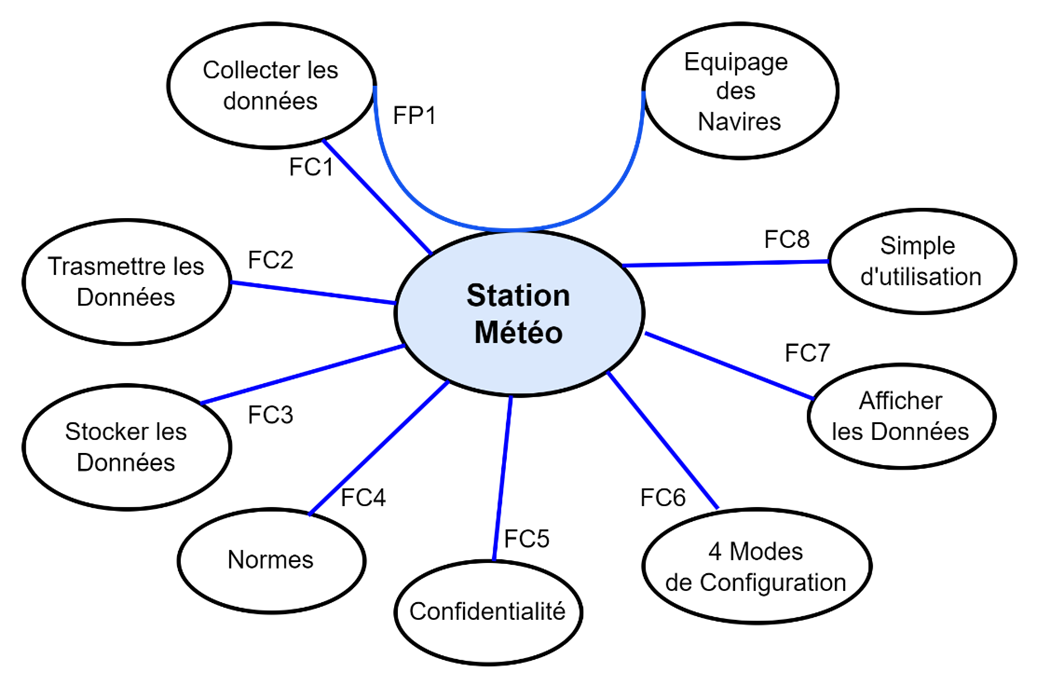 Collecter les
données
Equipage
des
Navires
FP1
FC1
Trasmettre les
Données
FC2
FC8
Simple
d'utilisation
Station
Météo
FC7
Afficher
les Données
FC3
Stocker les
Données
FC4
FC6
Normes
FC5
4 Modes
de Configuration
Confidentialité